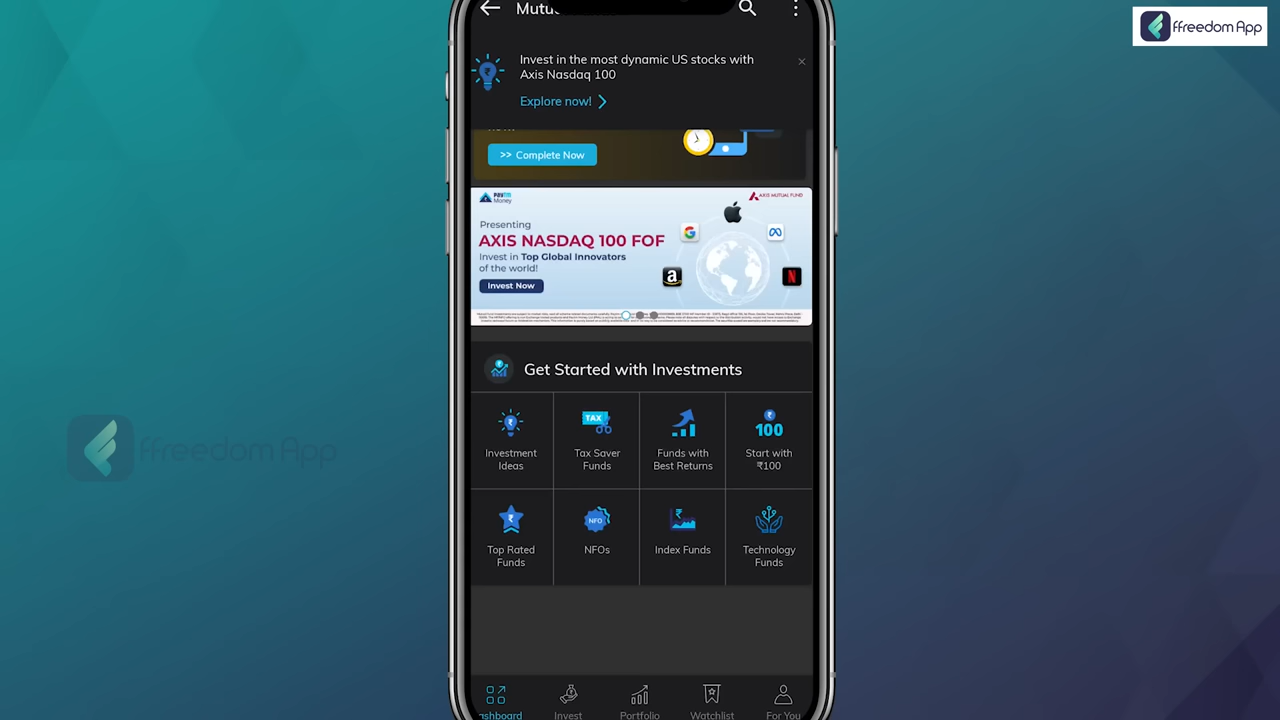 Mutu
ffreedom App
Invest in the most dynamic US stocks with
Axis Nasdaq 100
Explore now!
>> Complete Now
PAYTM
Money
AXIS MUTUAL FUND
Presenting
AXIS NASDAQ 100 FOF
Invest in Top Global Innovators
of the world!
Invest Now
Get Started with Investments
Investment
Ideas
TAX
Tax Saver
Funds
Funds with
Best Returns
100
Start with
₹100
ffreedom App
Top Rated
Funds
NFO
NFOs
Index Funds
Technology
Funds
ashboard
Invest
Portfolio
Watchlist
For You